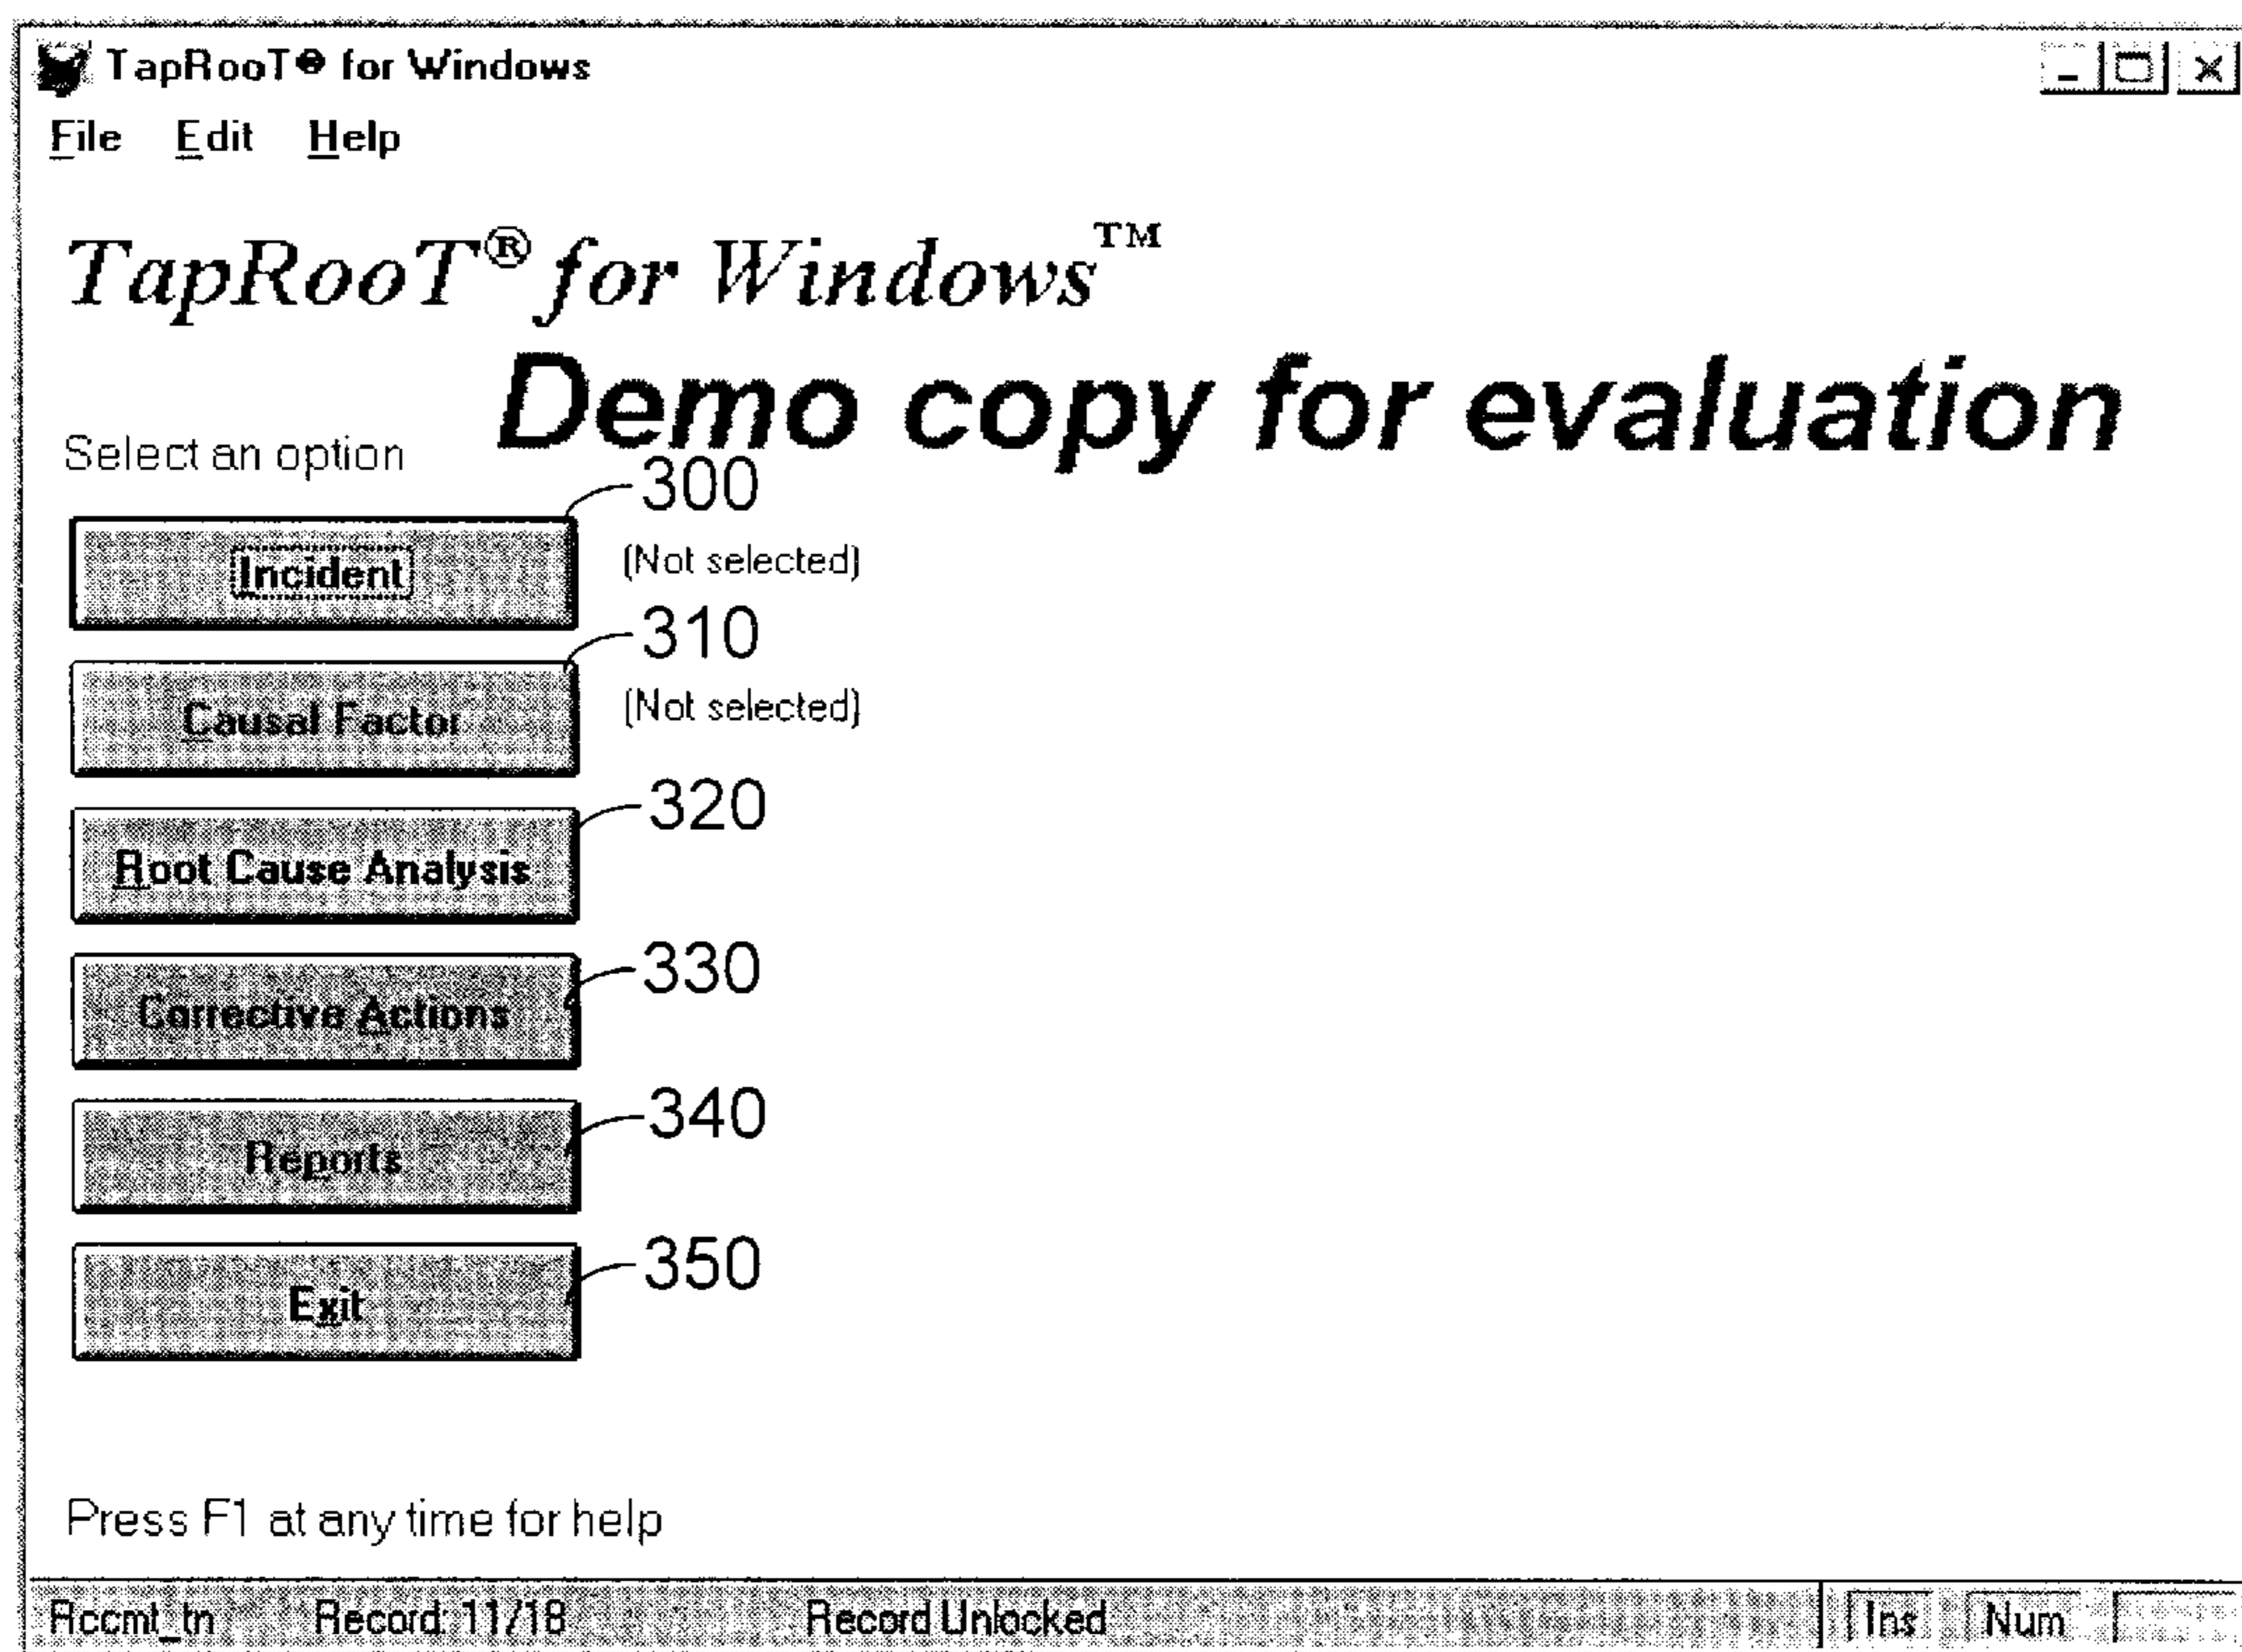 TapRooT® for Windows
File Edit Help
TapRooT® for Windows™
Demo copy for evaluation
Select an option
300
Incident (Not selected)
310
Causal Factor (Not selected)
320
Root Cause Analysis
330
Corrective Actions
340
Reports
350
Exit
Press F1 at any time for help
Rccmt_tn Record: 11/18 Record Unlocked Ins Num